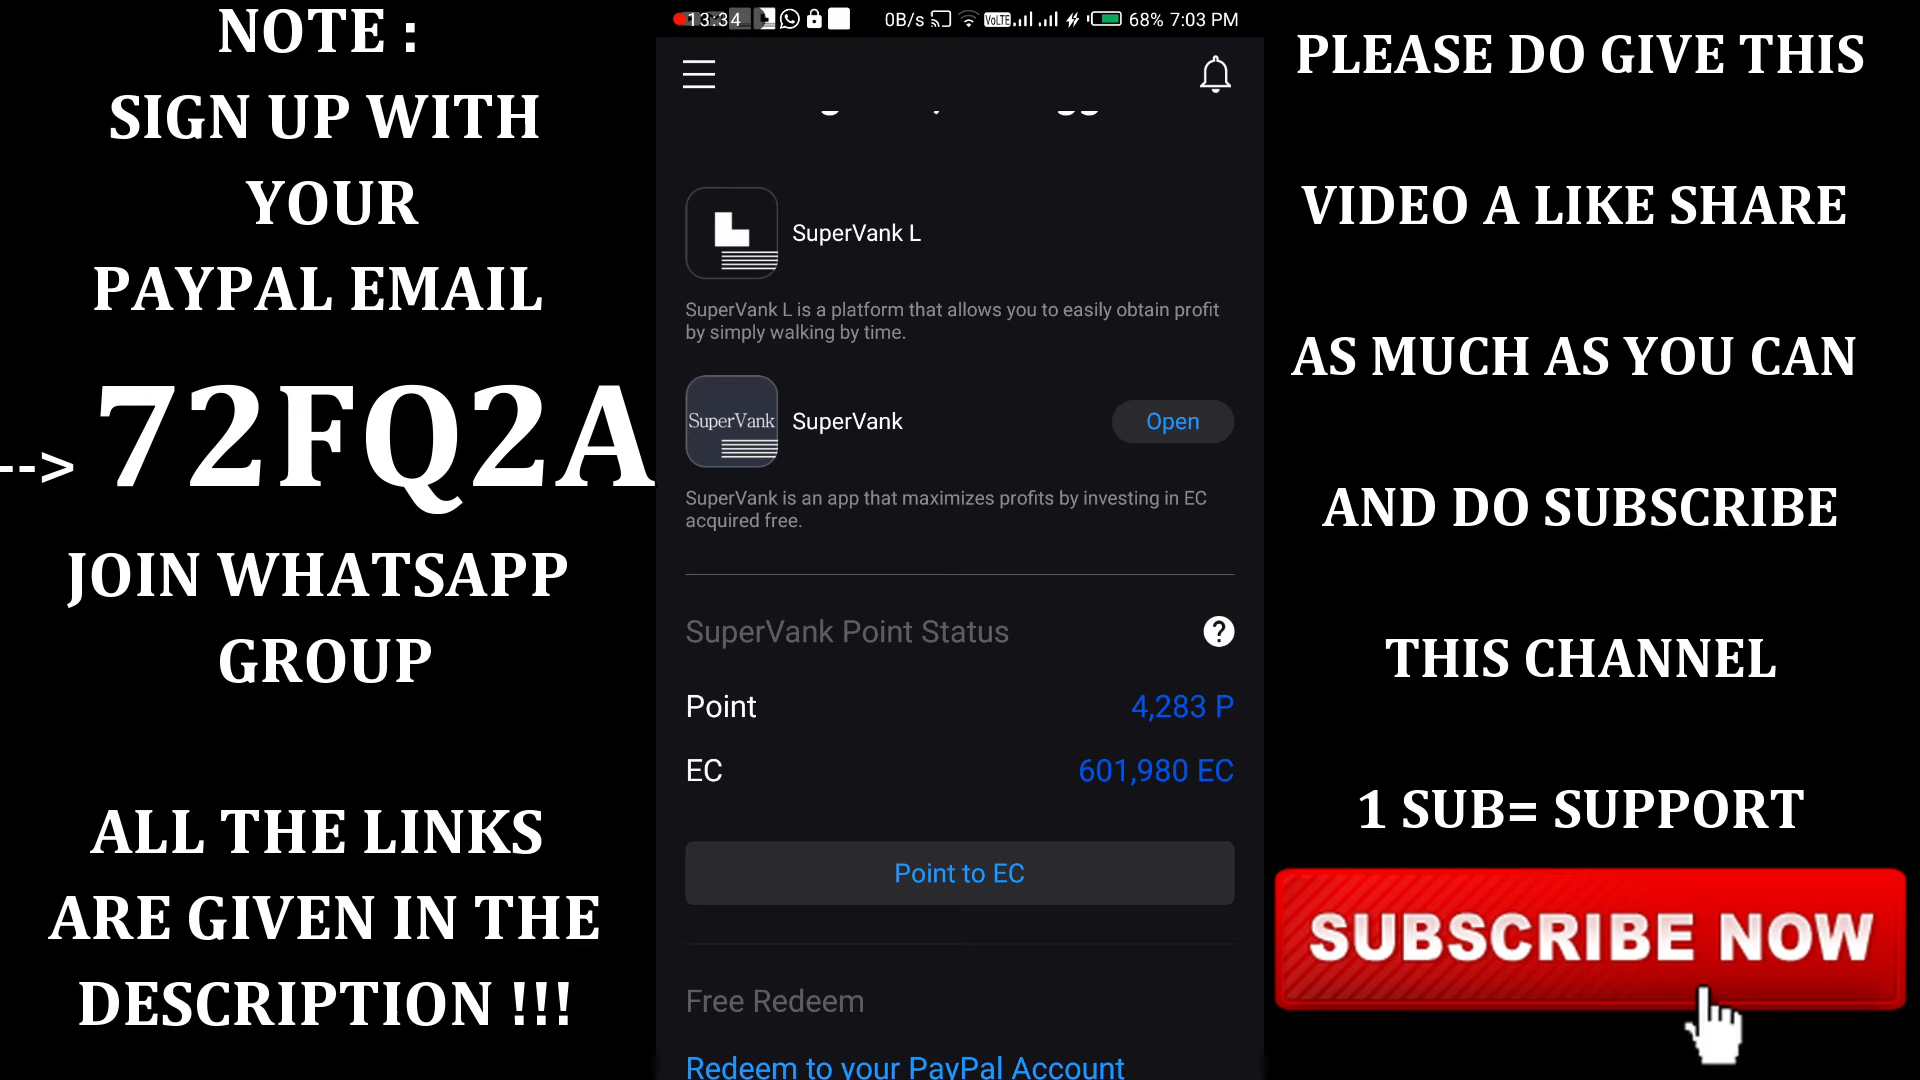 NOTE :
SIGN UP WITH
YOUR
PAYPAL EMAIL
--> 72FQ2A
JOIN WHATSAPP
GROUP
ALL THE LINKS
ARE GIVEN IN THE
DESCRIPTION !!!
13:34 0B/s VoLTE 68% 7:03 PM
SuperVank L
SuperVank L is a platform that allows you to easily obtain profit
by simply walking by time.
SuperVank
SuperVank
Open
SuperVank is an app that maximizes profits by investing in EC
acquired free.
SuperVank Point Status ?
Point 4,283 P
EC 601,980 EC
Point to EC
Free Redeem
Redeem to your PayPal Account
PLEASE DO GIVE THIS
VIDEO A LIKE SHARE
AS MUCH AS YOU CAN
AND DO SUBSCRIBE
THIS CHANNEL
1 SUB= SUPPORT
SUBSCRIBE NOW